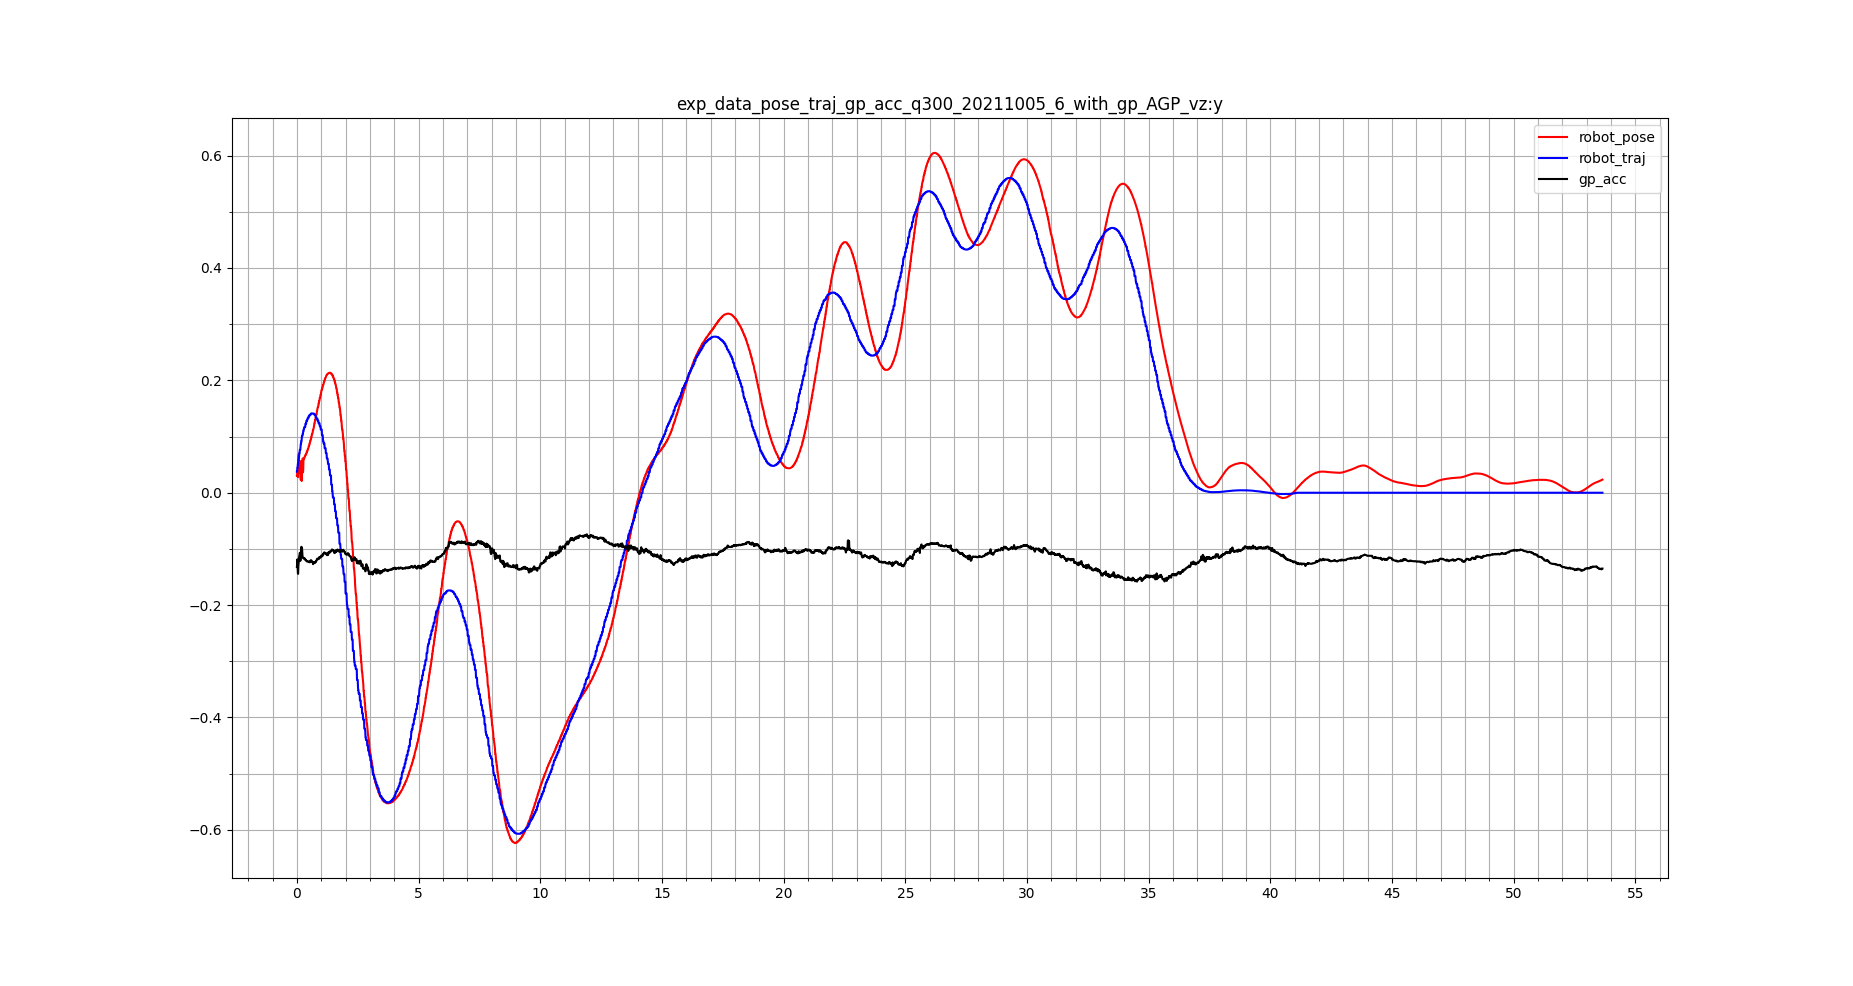 exp_data_pose_traj_gp_acc_q300_20211005_6_with_gp_AGP_vz:y
robot_pose
robot_traj
gp_acc
0.6
0.4
0.2
0.0
−0.2
−0.4
−0.6
0 5 10 15 20 25 30 35 40 45 50 55